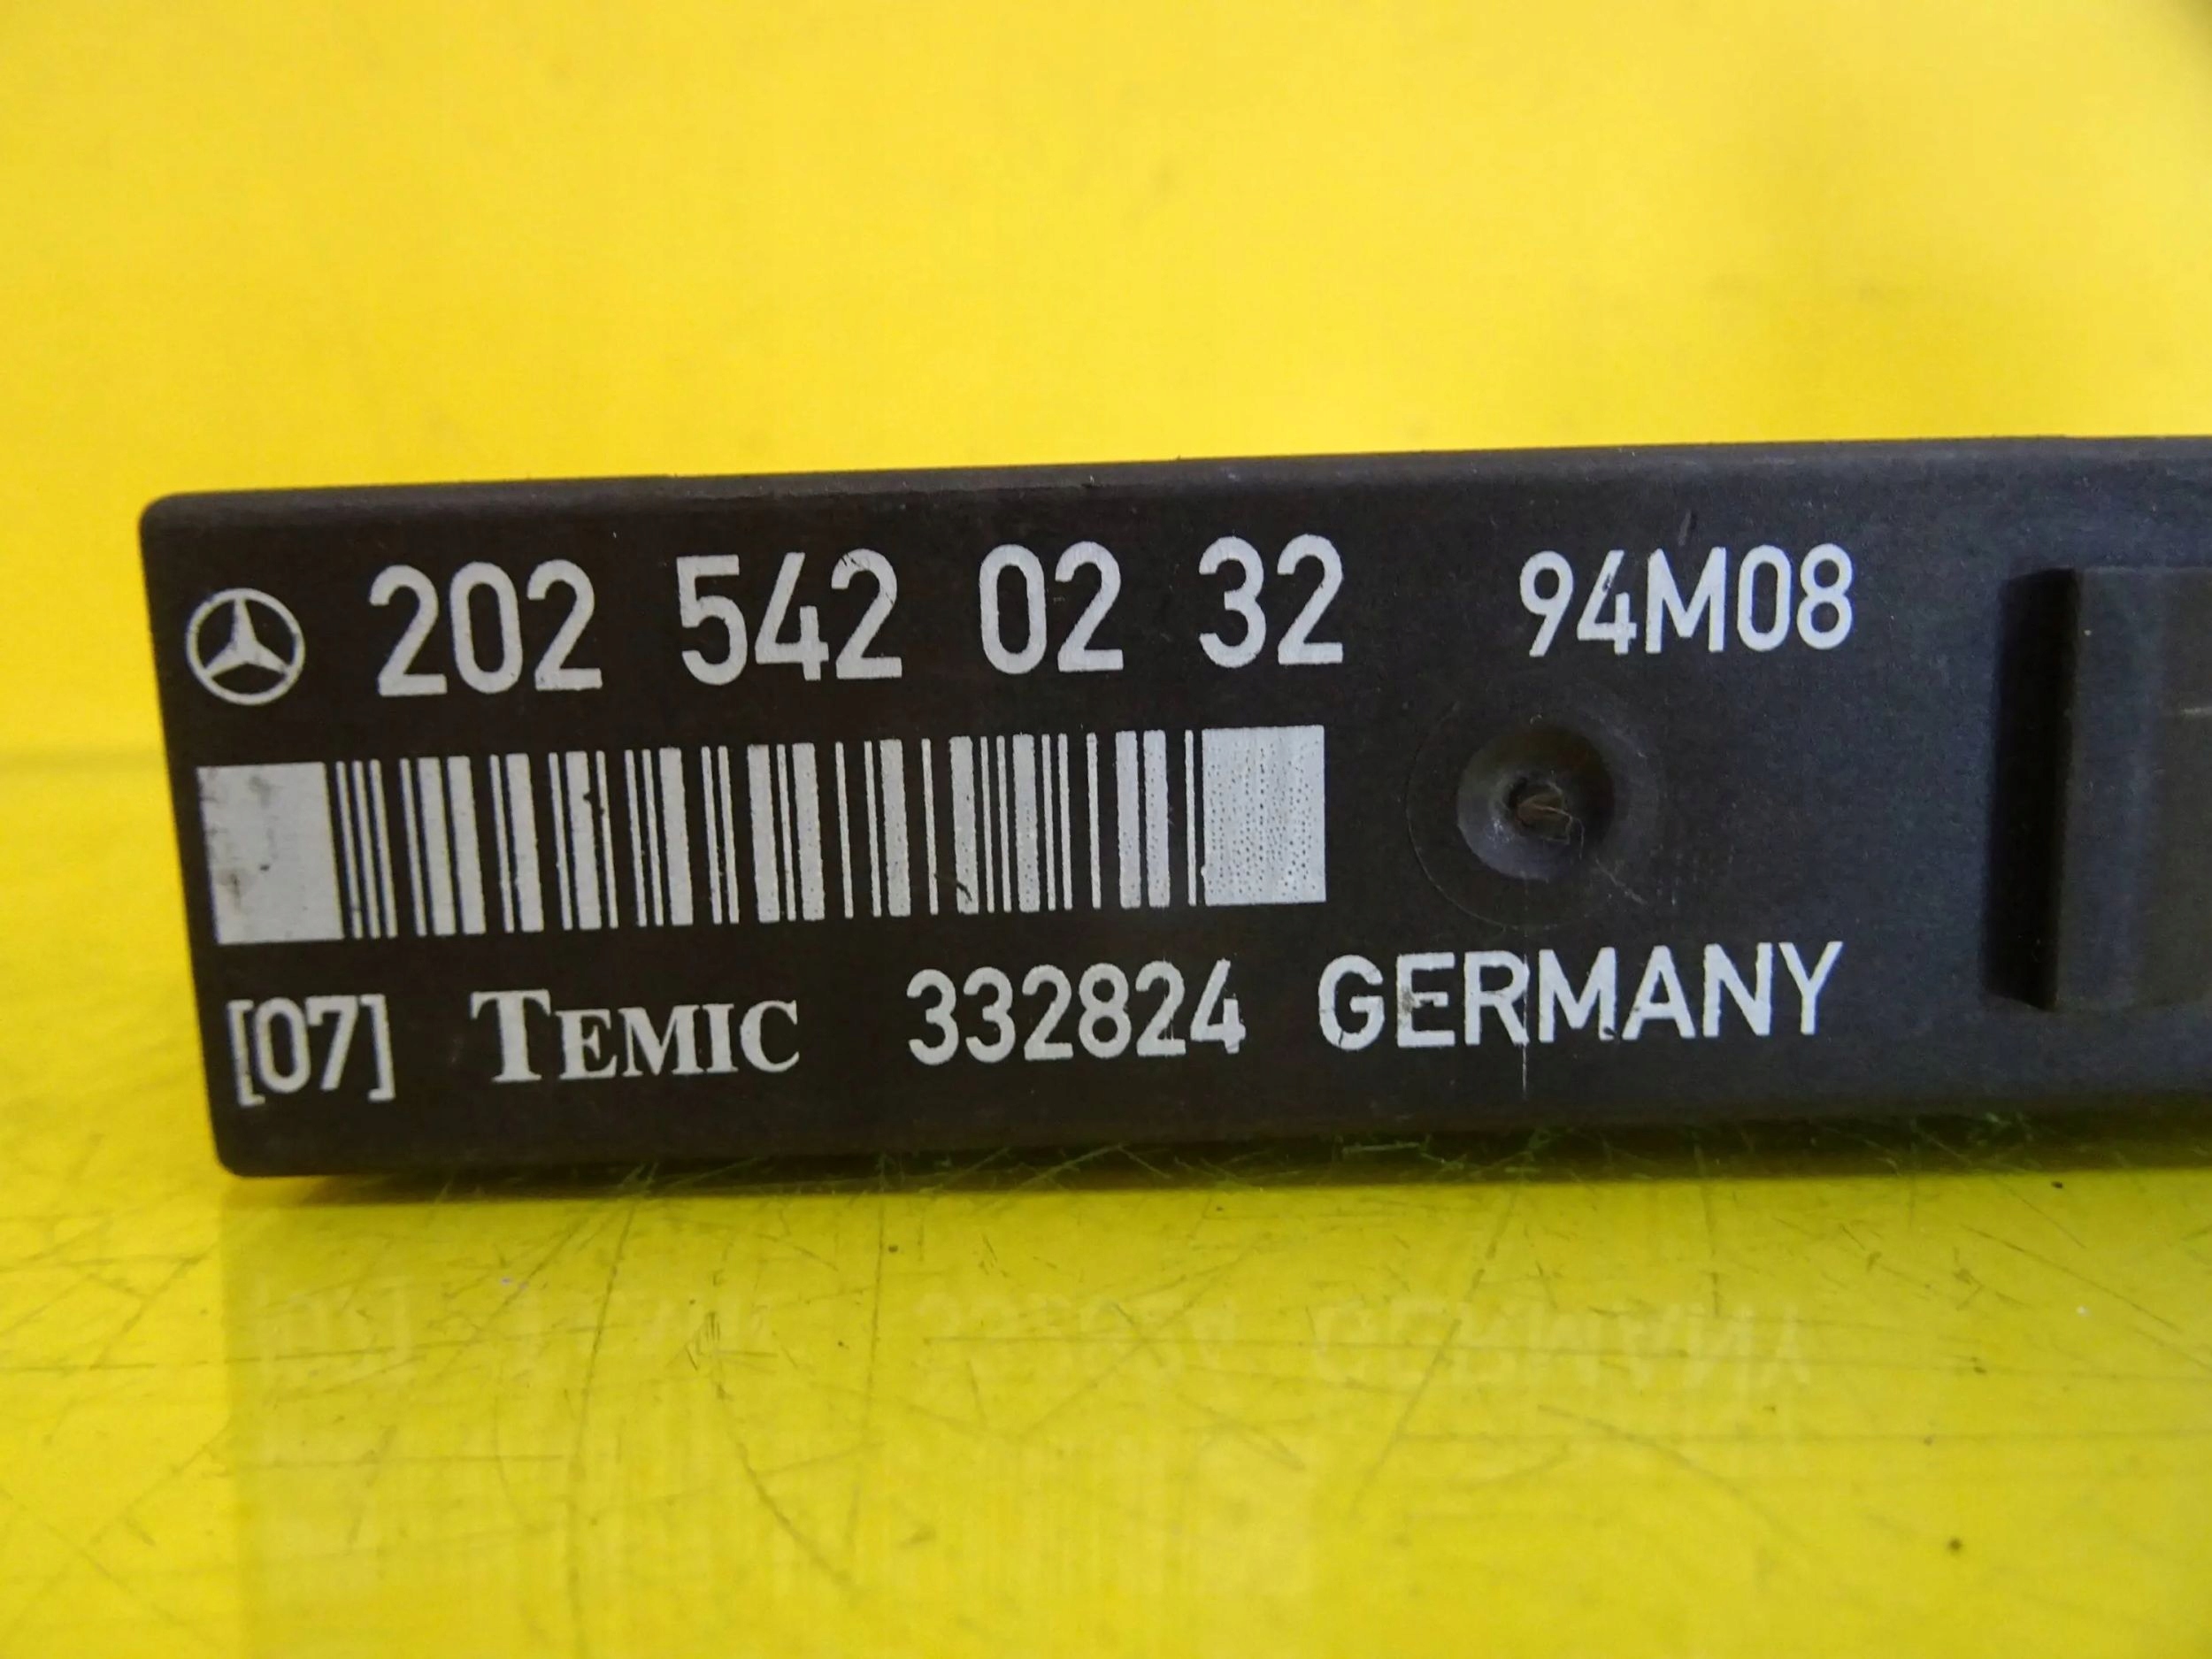 202 542 02 32 94M08
[07] TEMIC 332824 GERMANY